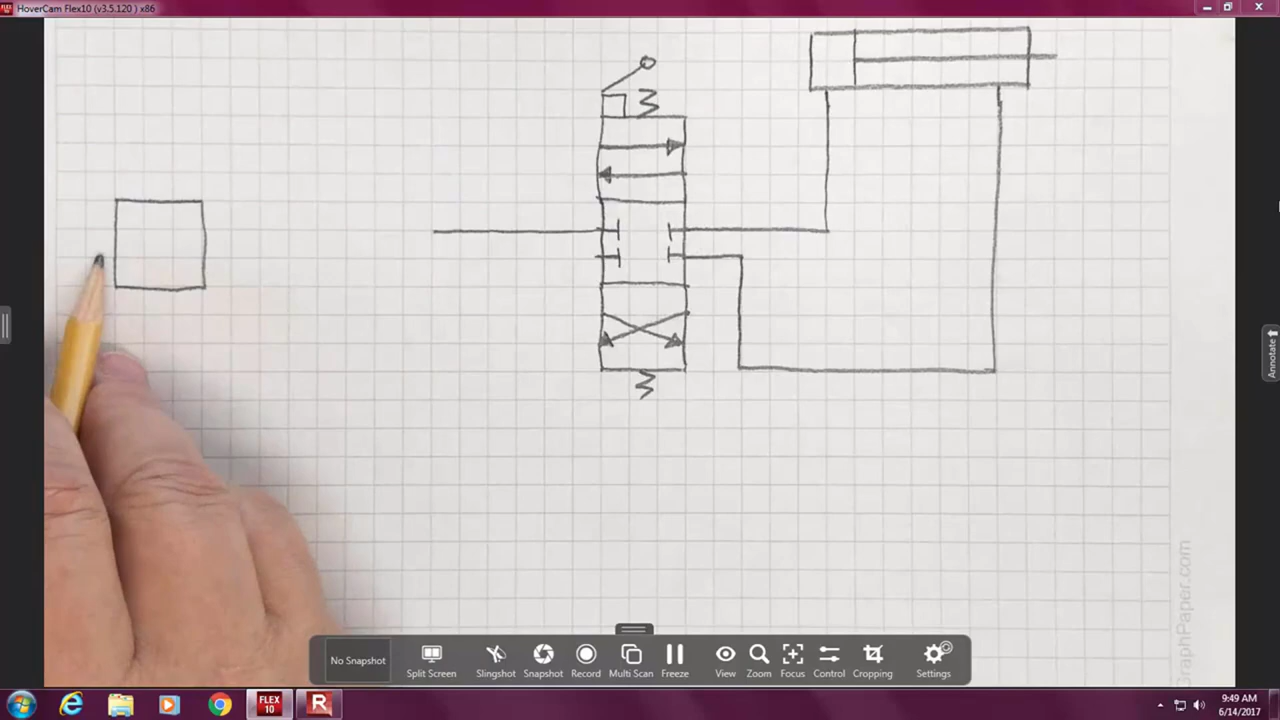 HoverCam Flex10 (v3.5.120 ) x86
Annotate
GraphPaper.com
No Snapshot
Split Screen
Slingshot
Snapshot
Record
Multi Scan
Freeze
View
Zoom
Focus
Control
Cropping
Settings
FLEX
10
R
9:49 AM
6/14/2017